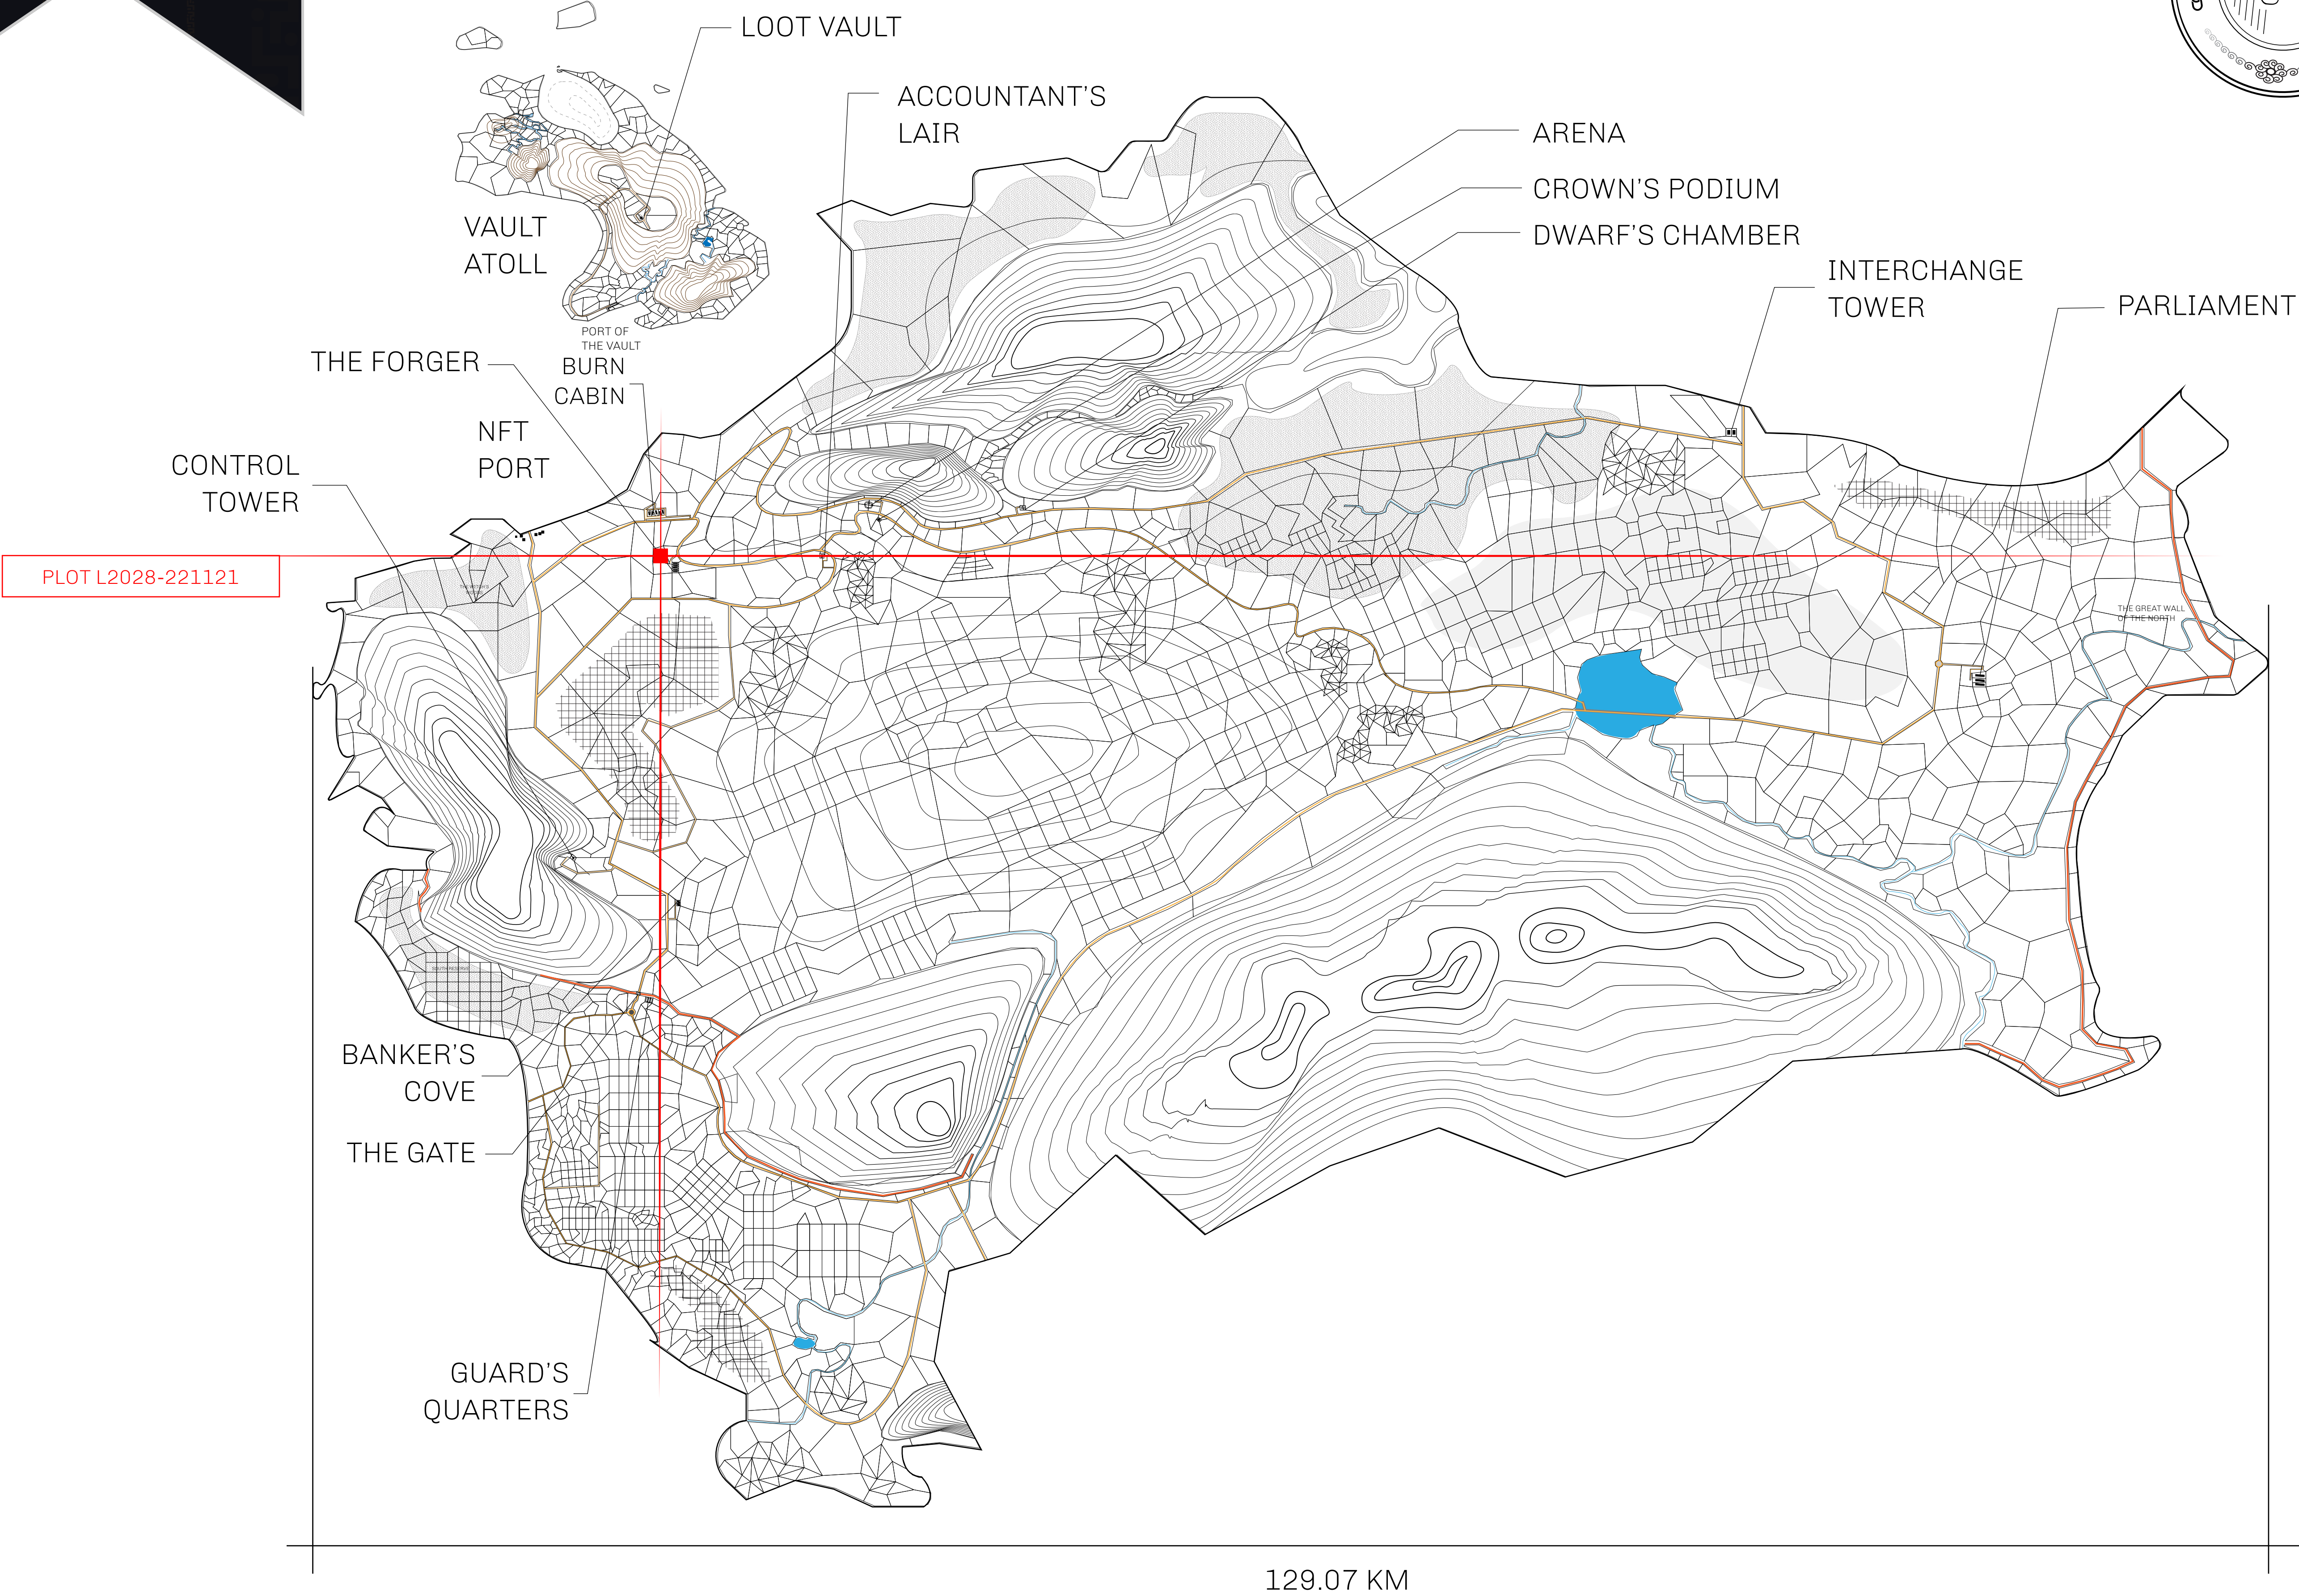 LOOT VAULT
ACCOUNTANT'S
LAIR
ARENA
CROWN'S PODIUM
DWARF'S CHAMBER
VAULT
ATOLL
INTERCHANGE
TOWER
PARLIAMENT
PORT OF
THE VAULT
THE FORGER
BURN
CABIN
NFT
PORT
CONTROL
TOWER
PLOT L2028-221121
THE GREAT WALL
OF THE NORTH
SOUTH RESERVE
BANKER'S
COVE
THE GATE
GUARD'S
QUARTERS
129.07 KM